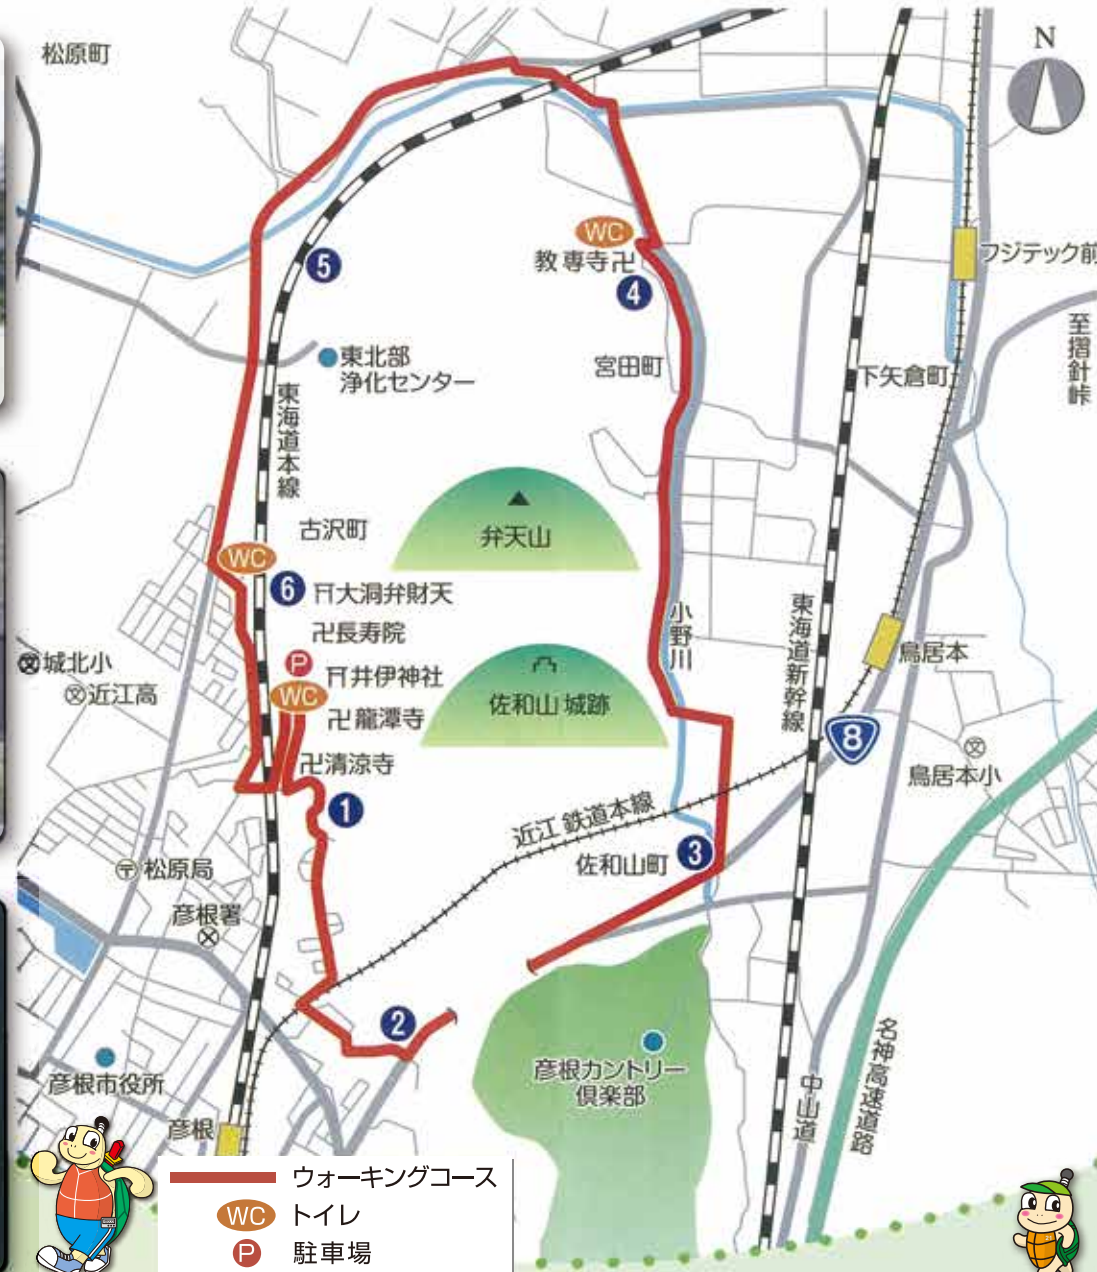 松原町
N
WC
教専寺卍
4
フジテック前
5
至摺針峠
東北部
浄化センター
宮田町
下矢倉町
東海道本線
古沢町
弁天山
WC
6
大洞弁財天
卍長寿院
小野川
東海道新幹線
鳥居本
城北小
近江高
P
WC
井伊神社
佐和山城跡
卍龍潭寺
8
卍清涼寺
鳥居本小
1
近江鉄道本線
佐和山町
3
松原局
彦根署
2
彦根市役所
彦根カントリー
倶楽部
名神高速道路
中山道
彦根
ウォーキングコース
WC トイレ
P 駐車場